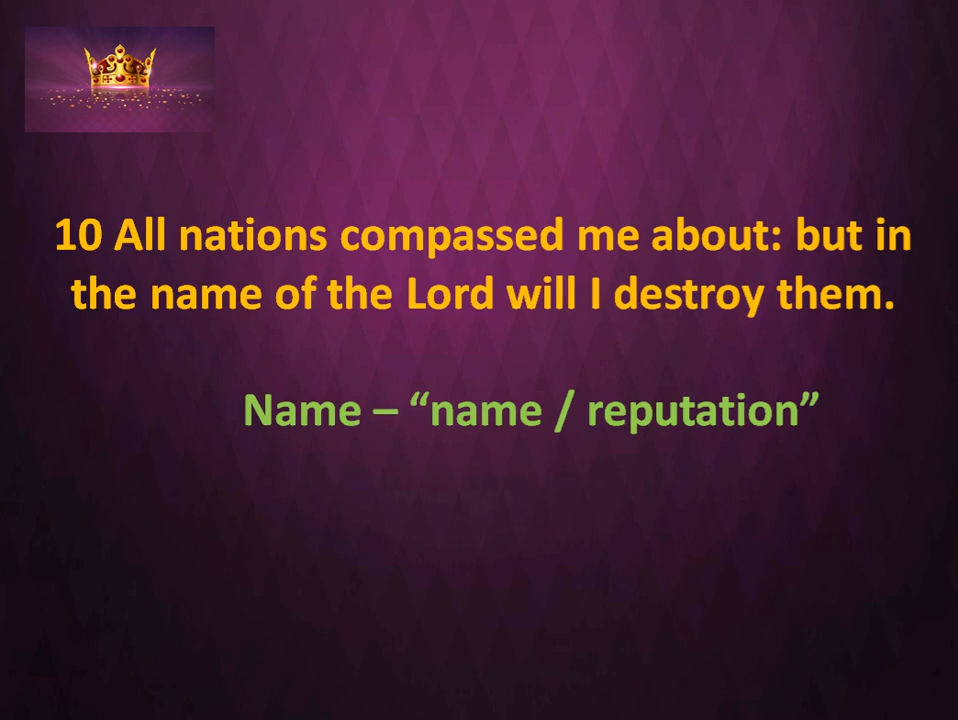 10 All nations compassed me about: but in
the name of the Lord will I destroy them.
Name – “name / reputation”